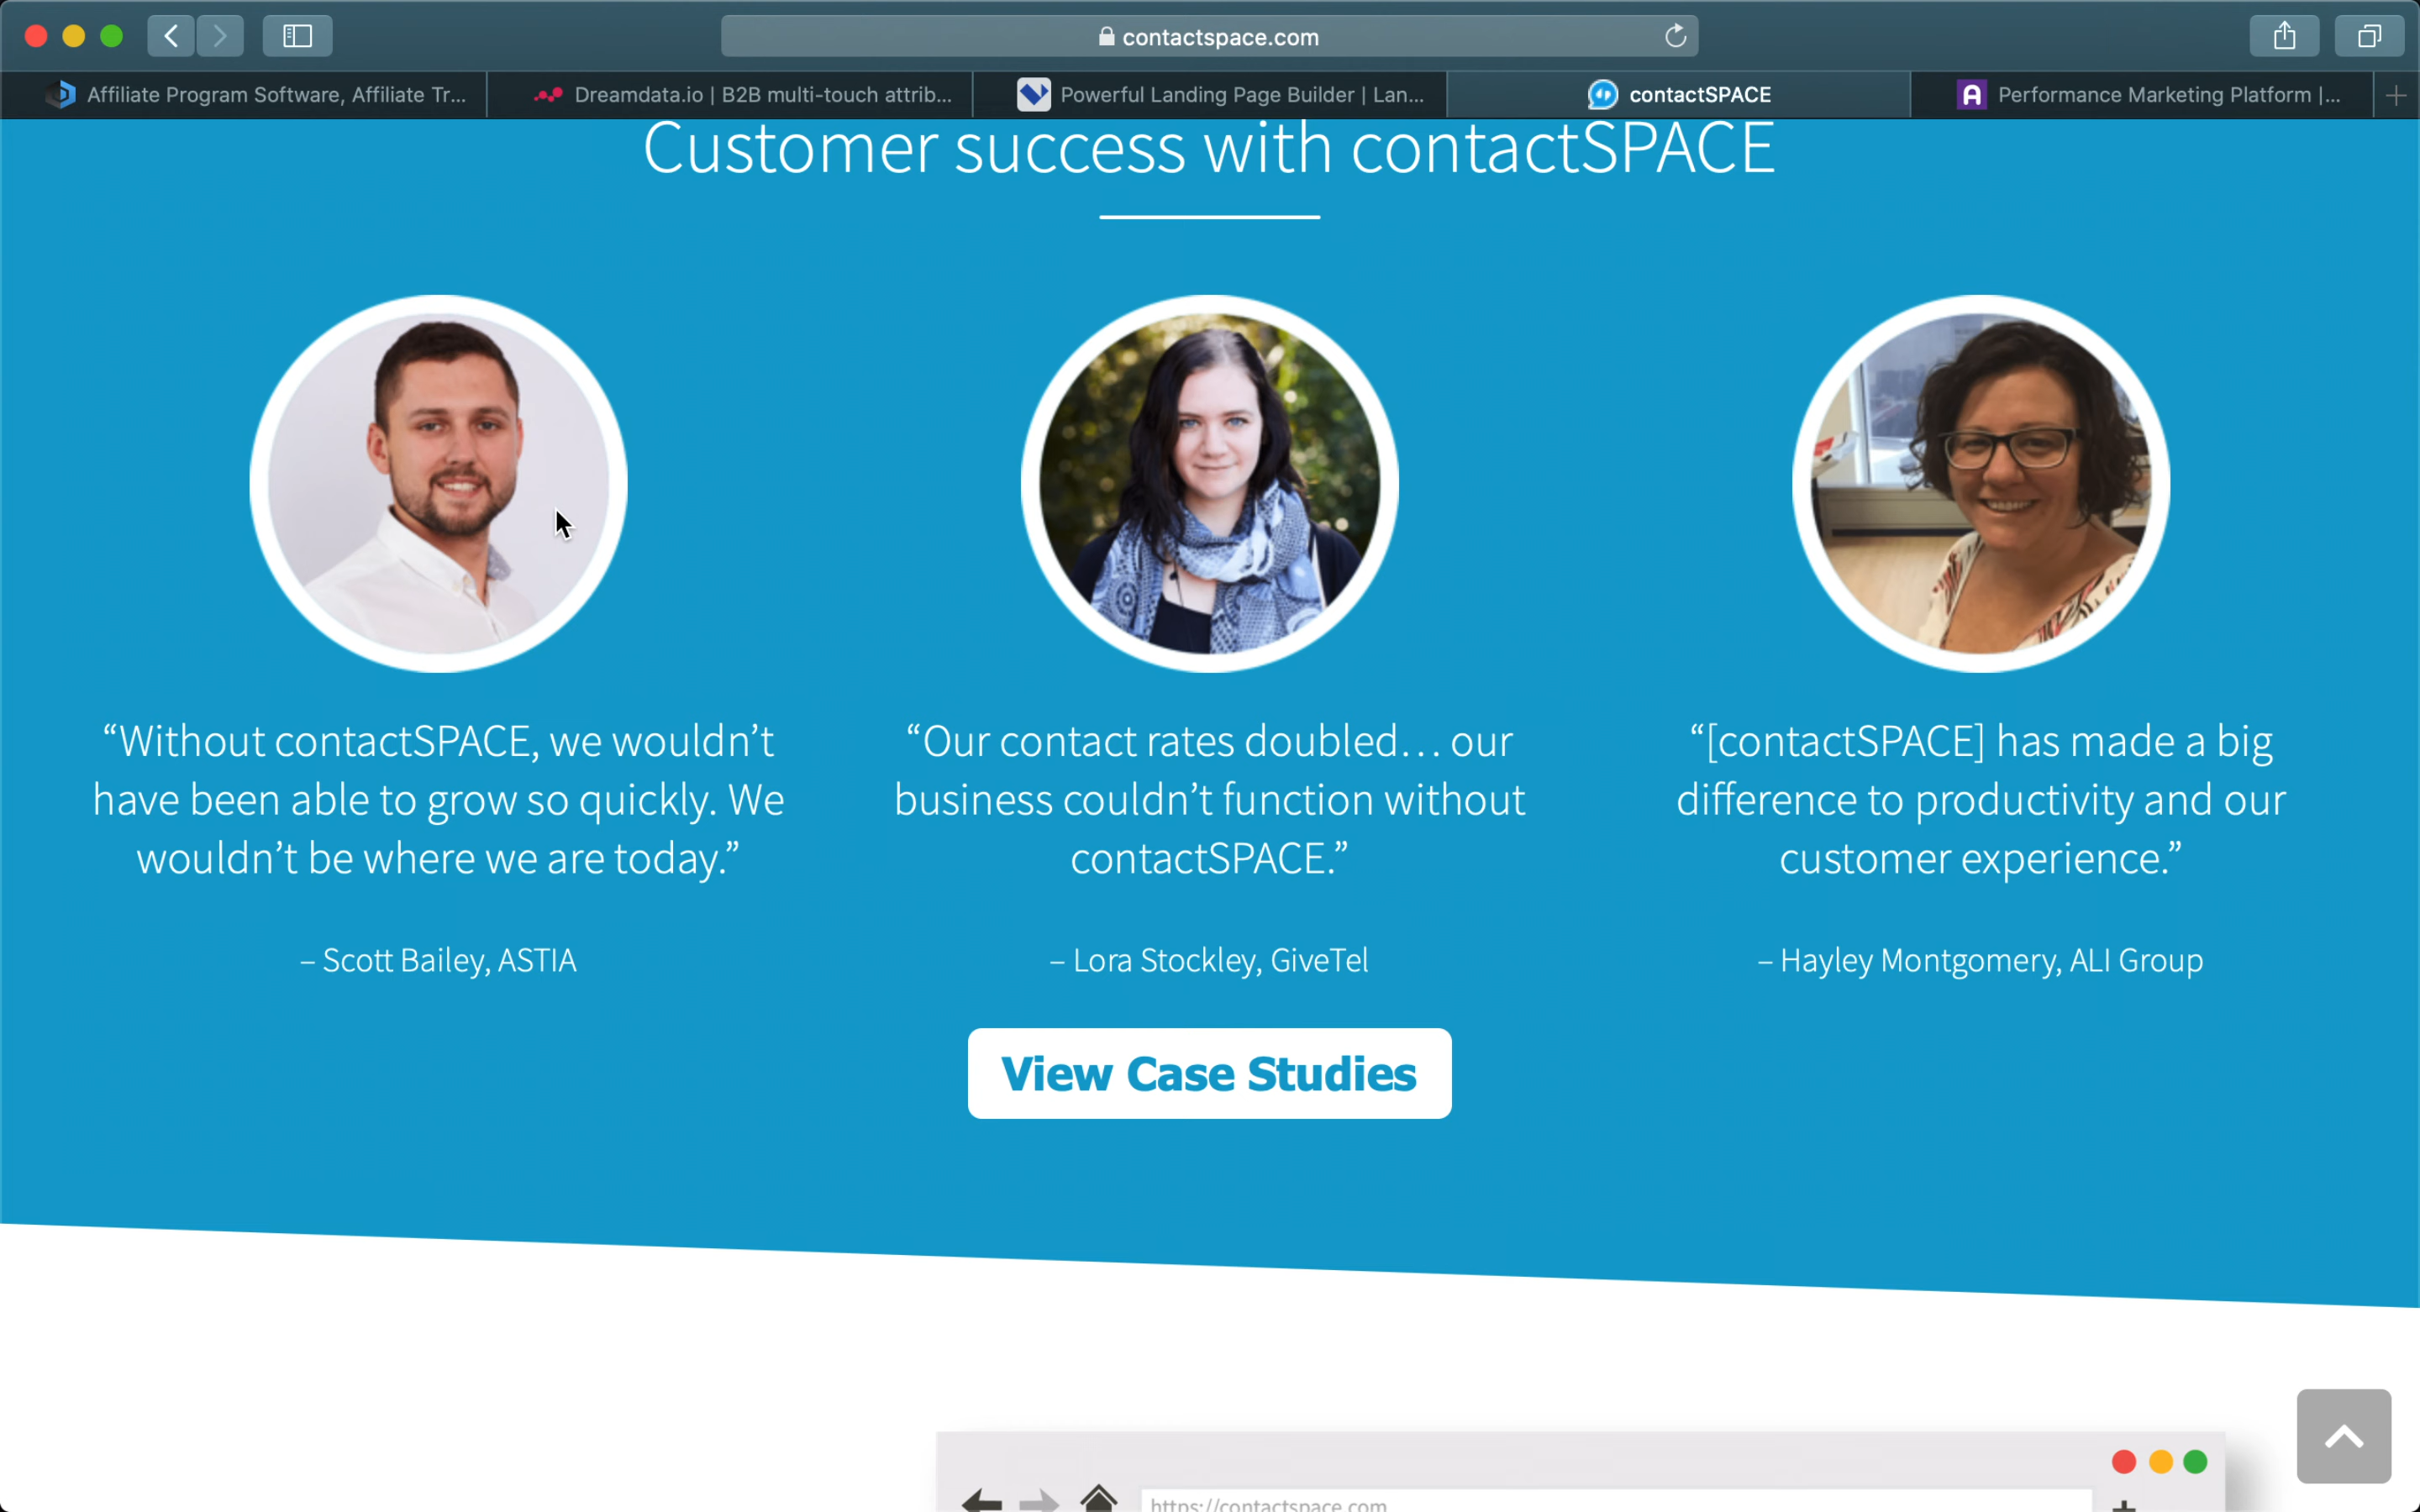 contactspace.com
Affiliate Program Software, Affiliate Tr...
Dreamdata.io | B2B multi-touch attrib...
Powerful Landing Page Builder | Lan...
contactSPACE
Performance Marketing Platform |...
Customer success with contactSPACE
“Without contactSPACE, we wouldn’t
have been able to grow so quickly. We
wouldn’t be where we are today.”
– Scott Bailey, ASTIA
“Our contact rates doubled… our
business couldn’t function without
contactSPACE.”
– Lora Stockley, GiveTel
“[contactSPACE] has made a big
difference to productivity and our
customer experience.”
– Hayley Montgomery, ALI Group
View Case Studies
https://contactspace.com